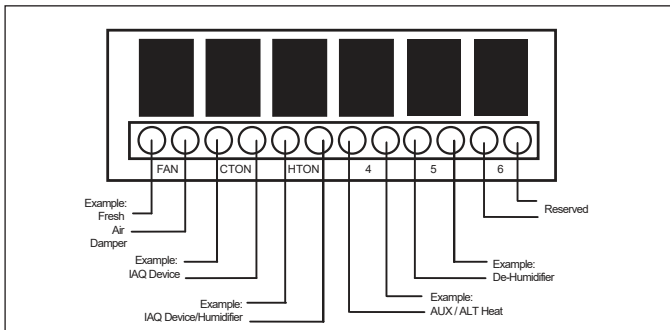 FAN CTON HTON 4 5 6
Example:
Fresh
Air
Damper
Reserved
Example:
IAQ Device
Example:
De-Humidifier
Example:
IAQ Device/Humidifier
Example:
AUX / ALT Heat